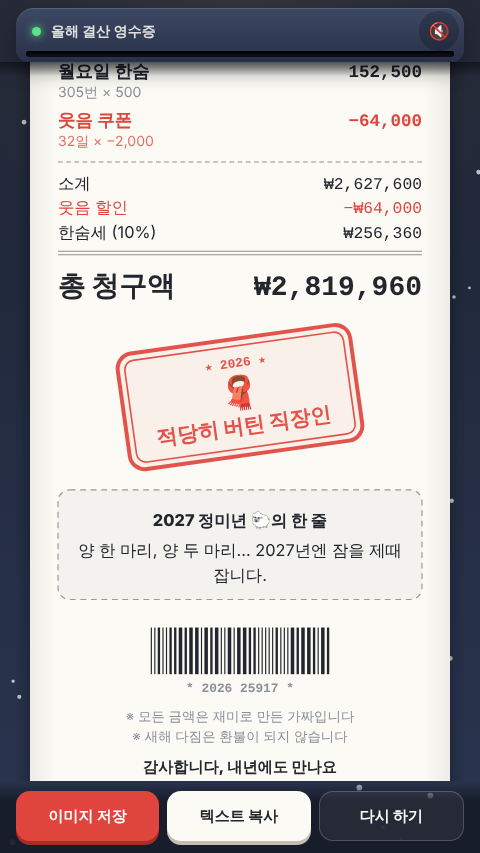 올해 결산 영수증
월요일 한숨 152,500
305번 × 500
웃음 쿠폰 −64,000
32일 × −2,000
소계 ₩2,627,600
웃음 할인 −₩64,000
한숨세 (10%) ₩256,360
총 청구액 ₩2,819,960
★ 2026 ★
적당히 버틴 직장인
2027 정미년 🐑의 한 줄
양 한 마리, 양 두 마리… 2027년엔 잠을 제때
잡니다.
* 2026 25917 *
※ 모든 금액은 재미로 만든 가짜입니다
※ 새해 다짐은 환불이 되지 않습니다
감사합니다, 내년에도 만나요
이미지 저장 텍스트 복사 다시 하기